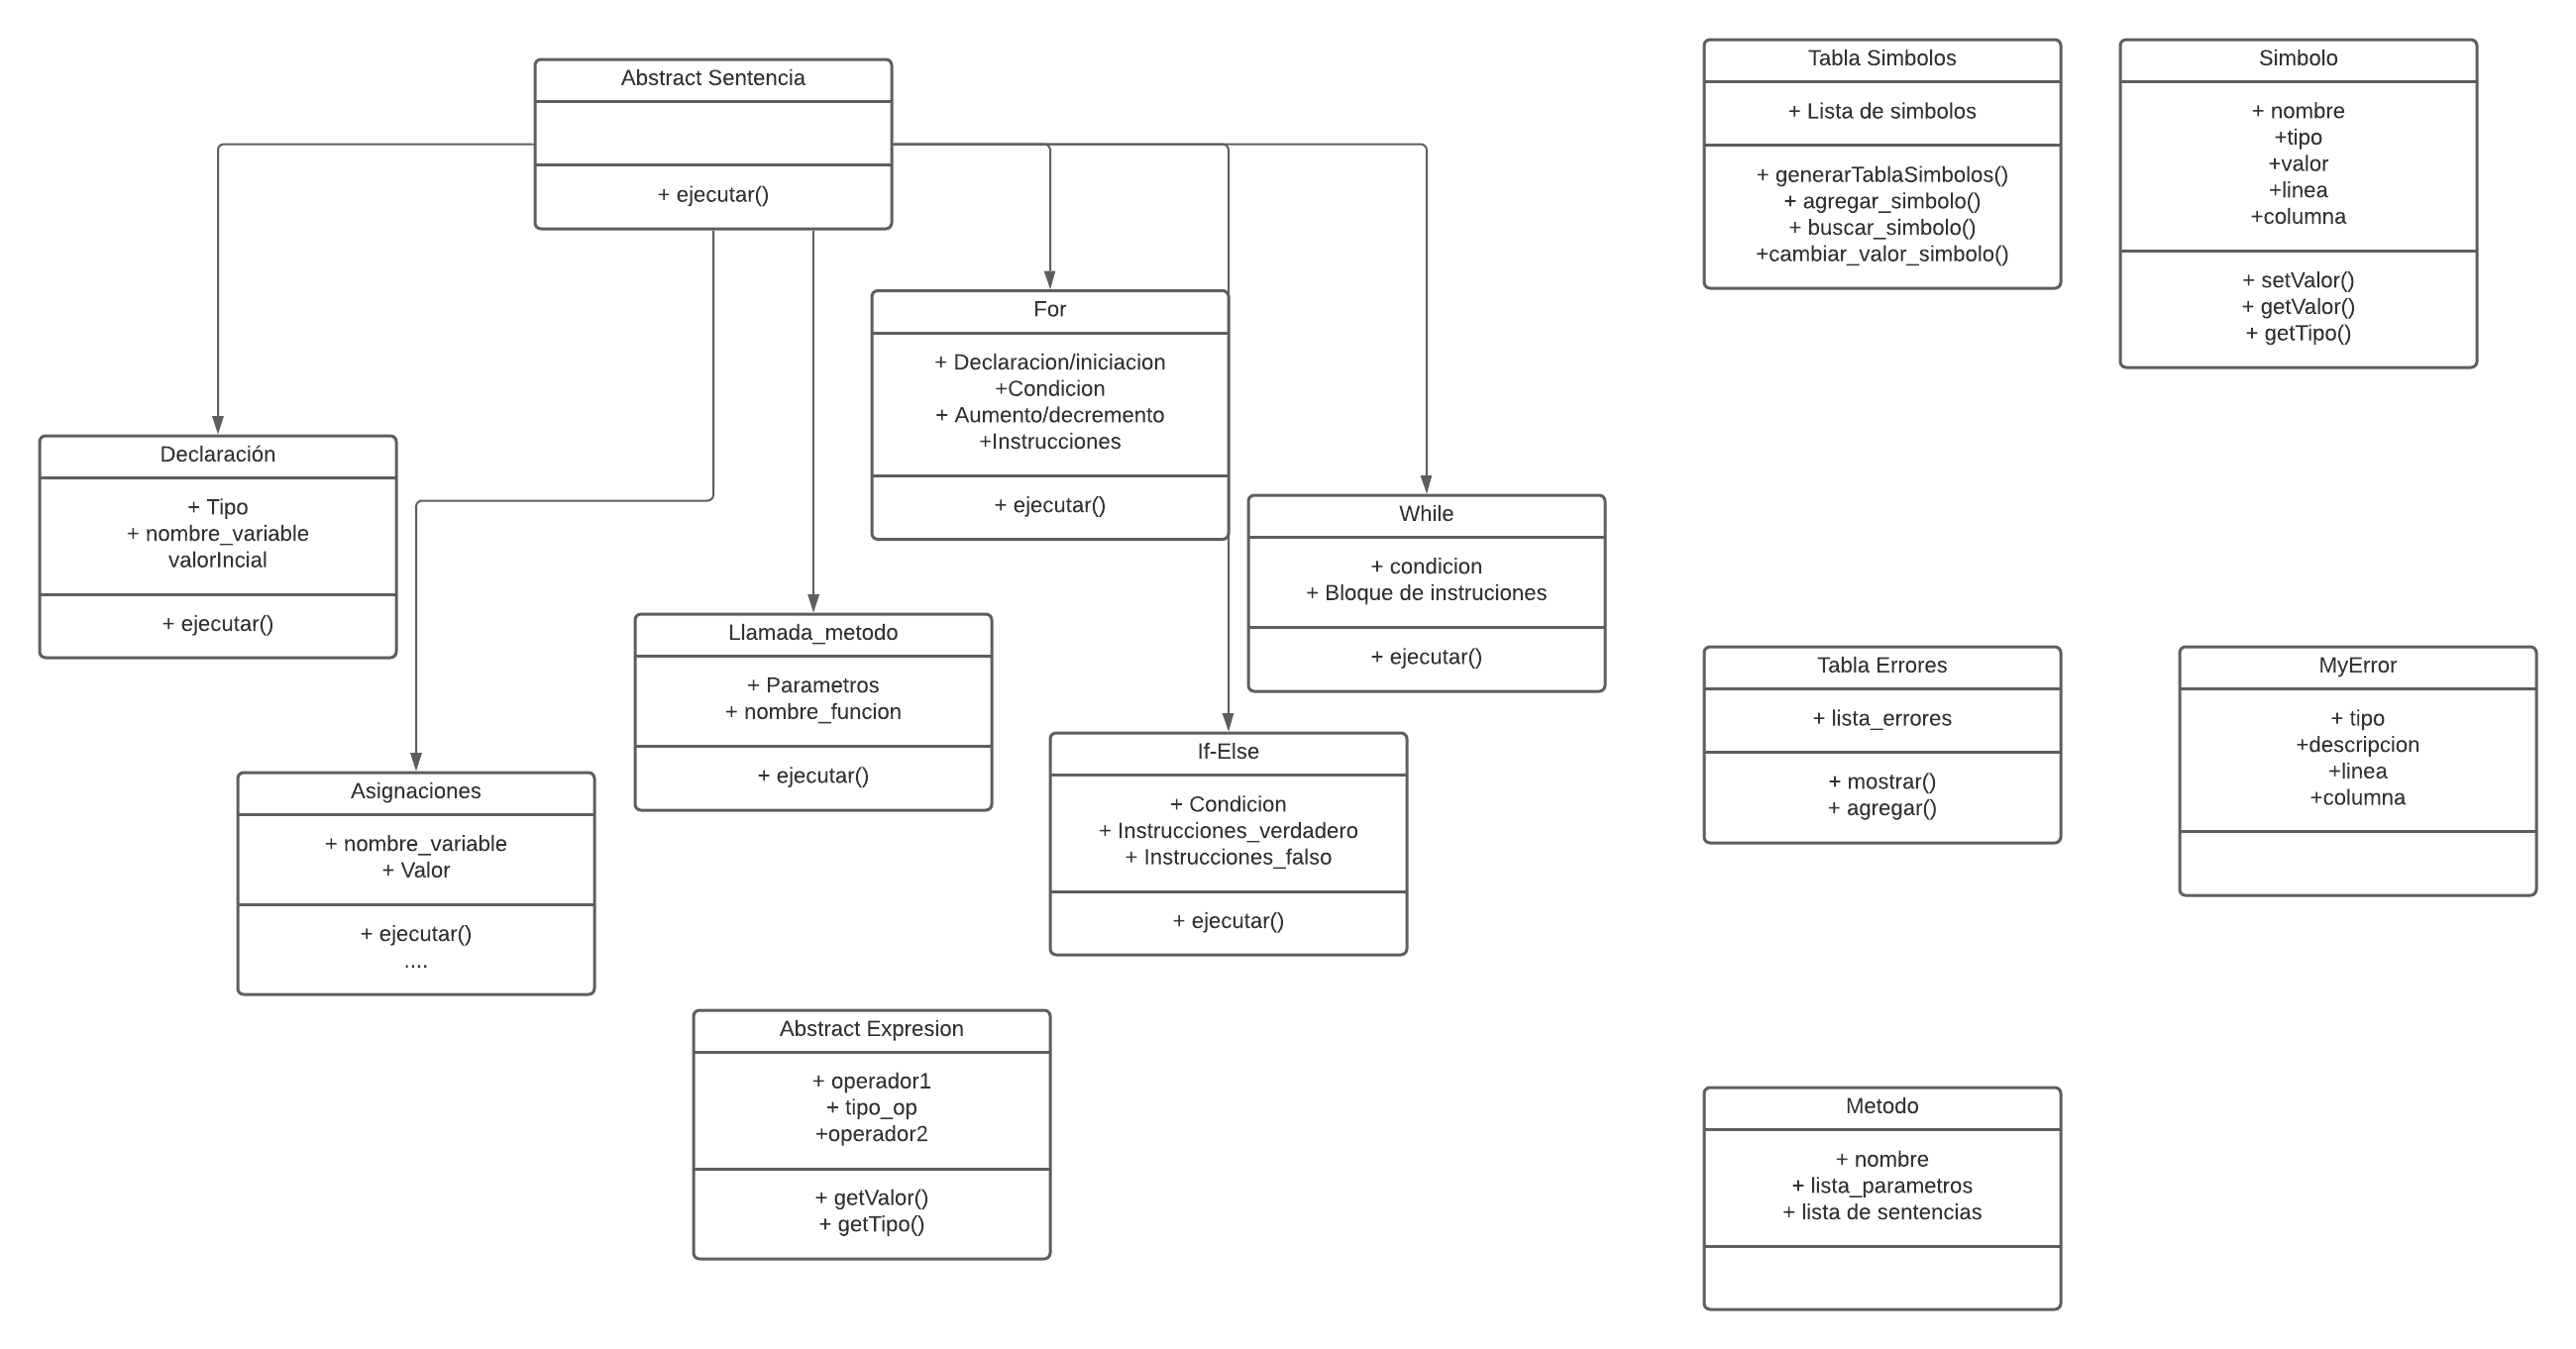 Abstract Sentencia
+ ejecutar()
Declaración
+ Tipo
+ nombre_variable
valorIncial
+ ejecutar()
Asignaciones
+ nombre_variable
+ Valor
+ ejecutar()
....
Llamada_metodo
+ Parametros
+ nombre_funcion
+ ejecutar()
For
+ Declaracion/iniciacion
+Condicion
+ Aumento/decremento
+Instrucciones
+ ejecutar()
If-Else
+ Condicion
+ Instrucciones_verdadero
+ Instrucciones_falso
+ ejecutar()
While
+ condicion
+ Bloque de instruciones
+ ejecutar()
Abstract Expresion
+ operador1
+ tipo_op
+operador2
+ getValor()
+ getTipo()
Tabla Simbolos
+ Lista de simbolos
+ generarTablaSimbolos()
+ agregar_simbolo()
+ buscar_simbolo()
+cambiar_valor_simbolo()
Simbolo
+ nombre
+tipo
+valor
+linea
+columna
+ setValor()
+ getValor()
+ getTipo()
Tabla Errores
+ lista_errores
+ mostrar()
+ agregar()
MyError
+ tipo
+descripcion
+linea
+columna
Metodo
+ nombre
+ lista_parametros
+ lista de sentencias